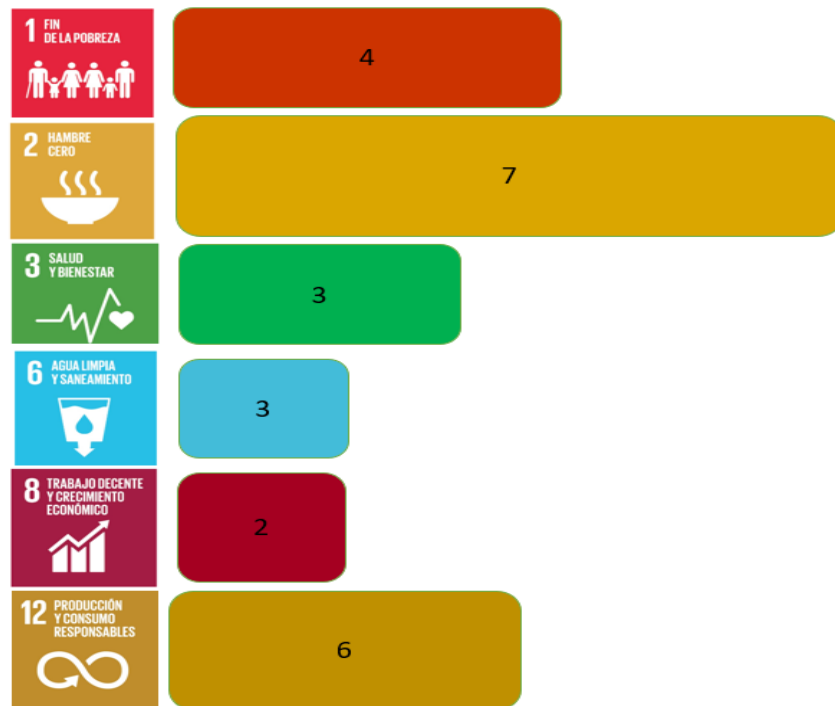 1 FIN
DE LA POBREZA
4
2 HAMBRE
CERO
7
3 SALUD
Y BIENESTAR
3
6 AGUA LIMPIA
Y SANEAMIENTO
3
8 TRABAJO DECENTE
Y CRECIMIENTO
ECONÓMICO
2
12 PRODUCCIÓN
Y CONSUMO
RESPONSABLES
6